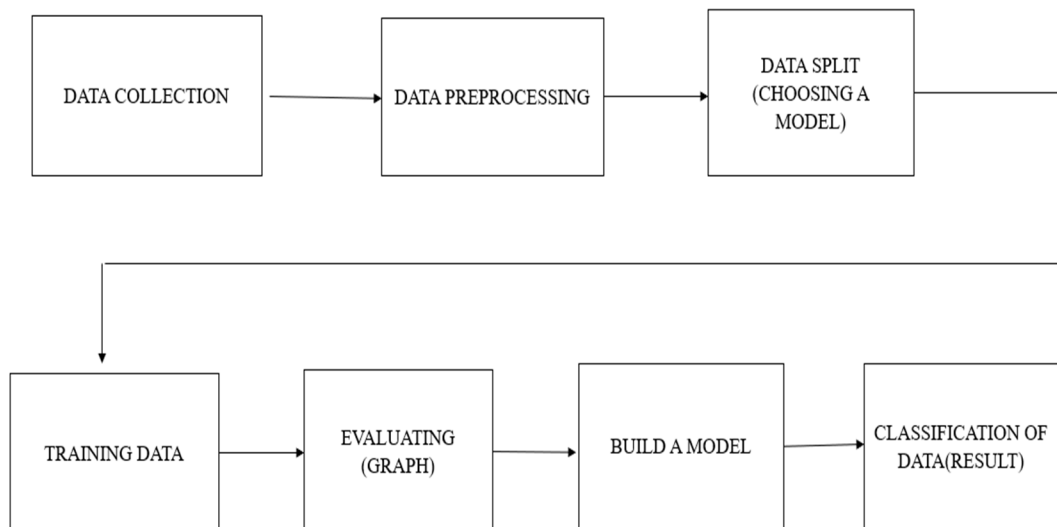 DATA COLLECTION
DATA PREPROCESSING
DATA SPLIT
(CHOOSING A
MODEL)
TRAINING DATA
EVALUATING
(GRAPH)
BUILD A MODEL
CLASSIFICATION OF
DATA(RESULT)